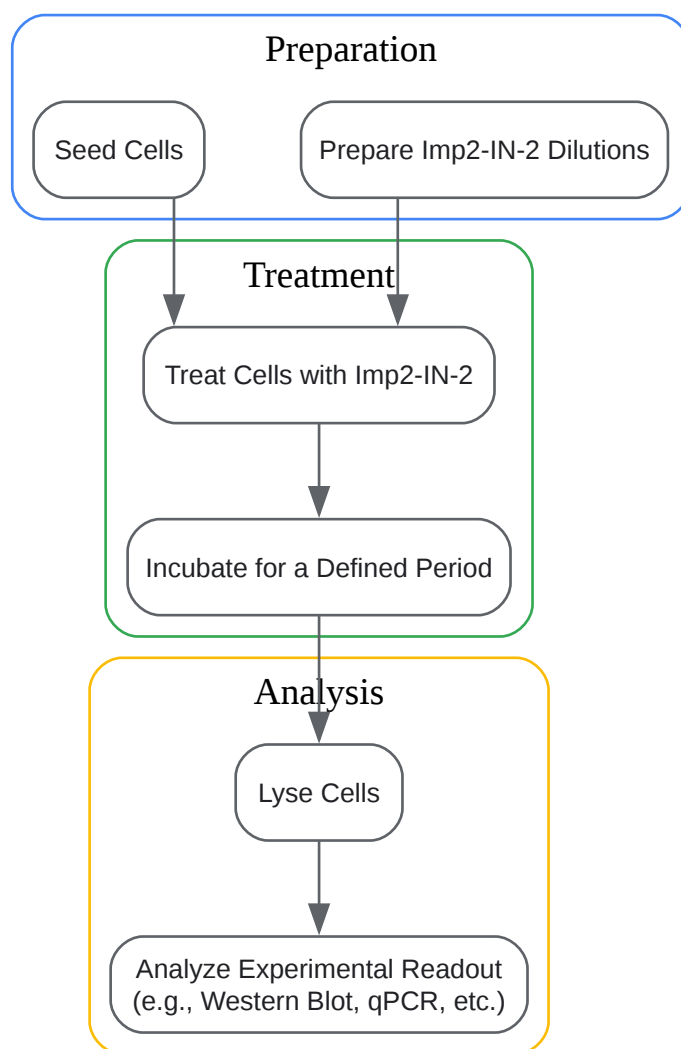 Preparation
Seed Cells
Prepare Imp2-IN-2 Dilutions
Treatment
Treat Cells with Imp2-IN-2
Incubate for a Defined Period
Analysis
Lyse Cells
Analyze Experimental Readout
(e.g., Western Blot, qPCR, etc.)